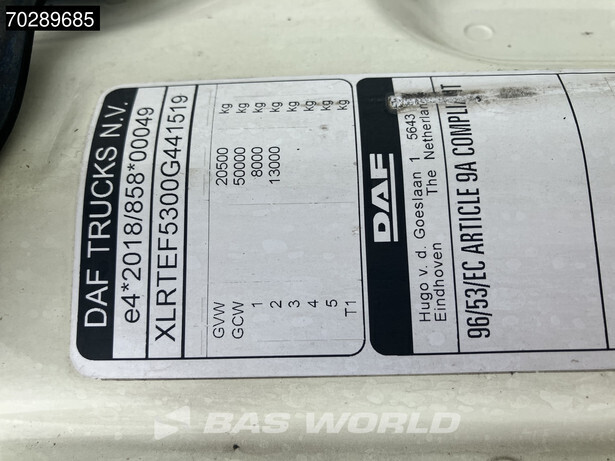 70289685
DAF TRUCKS N.V.
e4*2018/858*00049
XLRTEF5300G441519
GVW 20500 kg
GCW 50000 kg
1 8000 kg
2 13000 kg
3 kg
4 kg
5 kg
T1 kg
DAF
Hugo v. d. Goeslaan 1 5643
Eindhoven The Netherlan
96/53/EC ARTICLE 9A COMPLIANT
BAS WORLD